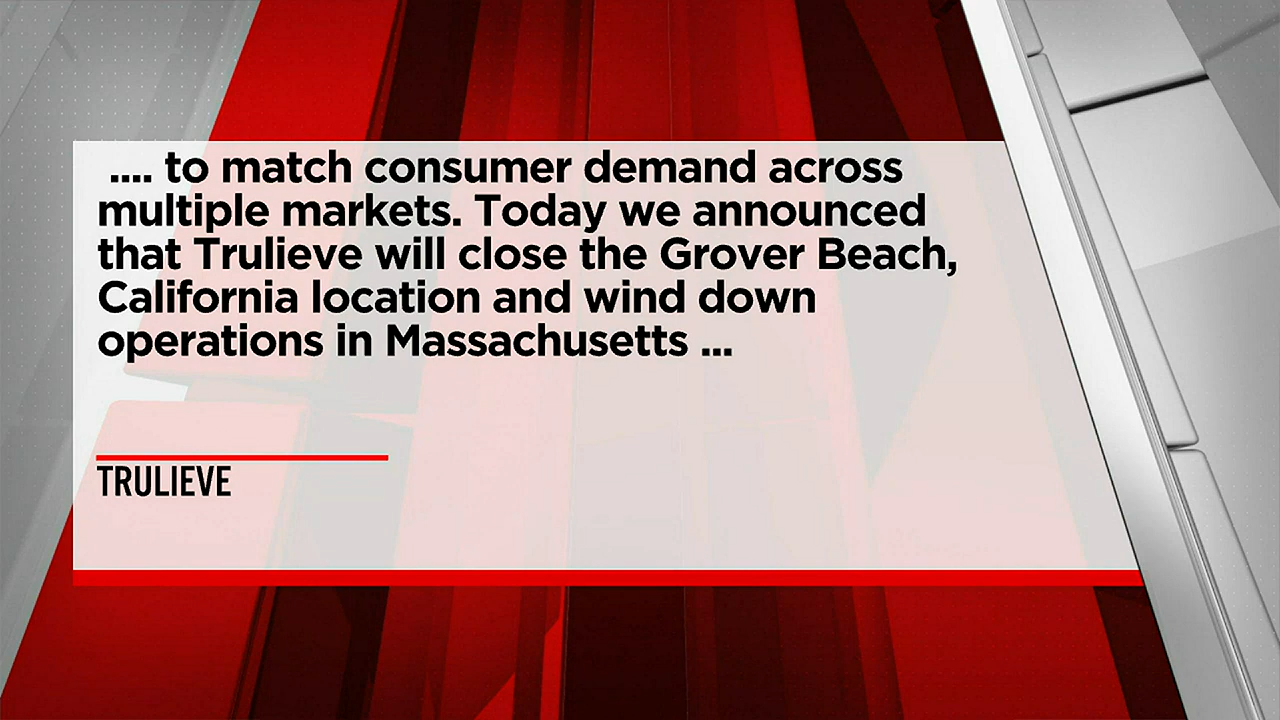 .... to match consumer demand across
multiple markets. Today we announced
that Trulieve will close the Grover Beach,
California location and wind down
operations in Massachusetts ...
TRULIEVE